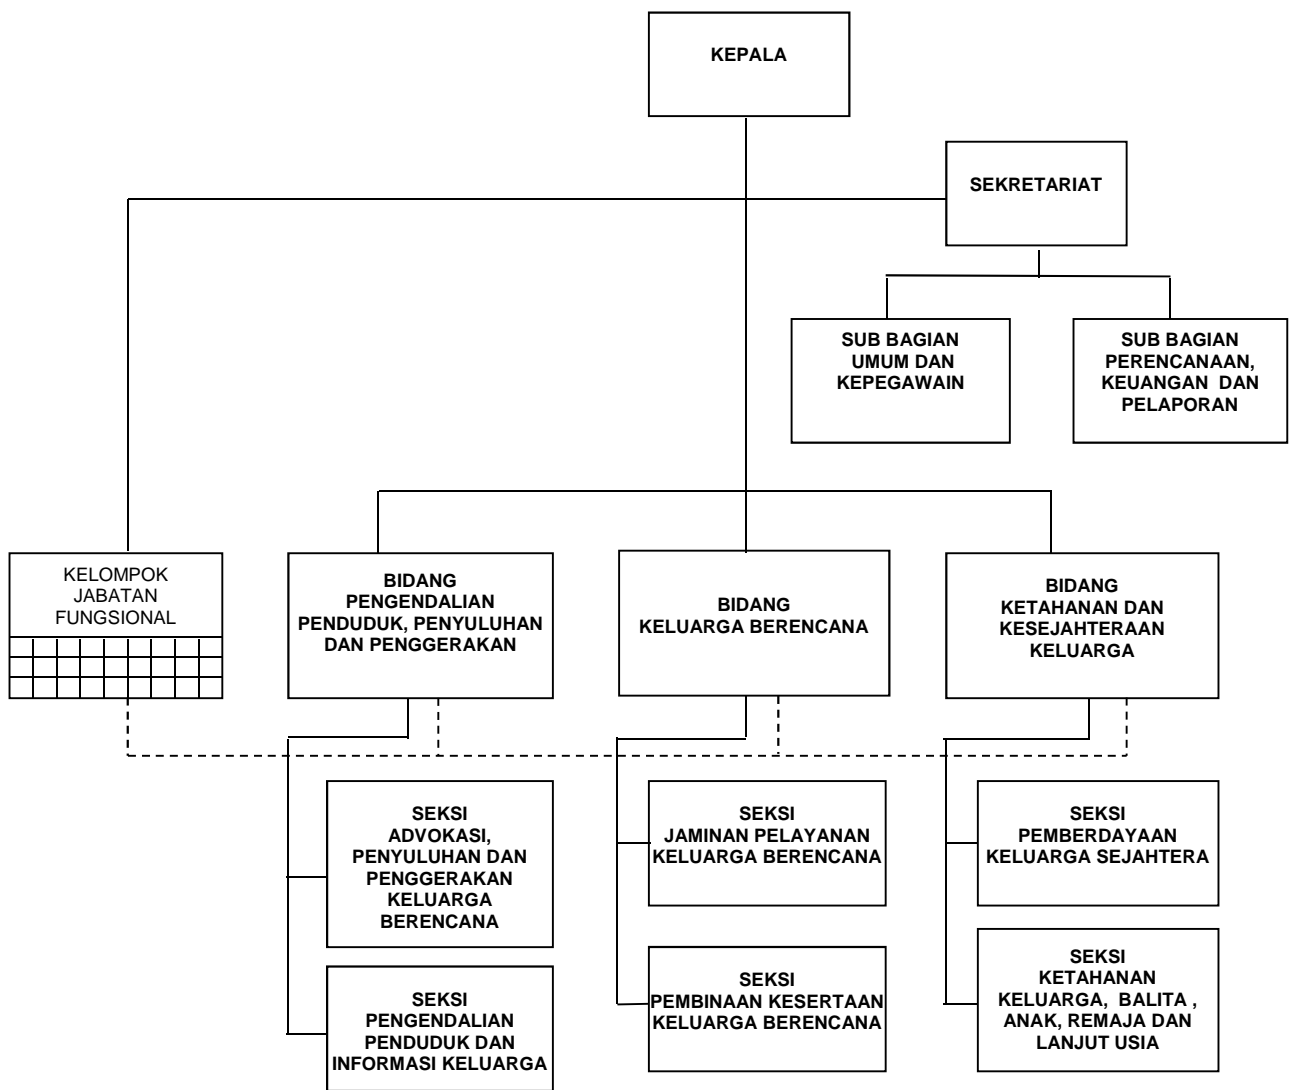 KEPALA
SEKRETARIAT
SUB BAGIAN
UMUM DAN
KEPEGAWAIN
SUB BAGIAN
PERENCANAAN,
KEUANGAN DAN
PELAPORAN
KELOMPOK
JABATAN
FUNGSIONAL
BIDANG
PENGENDALIAN
PENDUDUK, PENYULUHAN
DAN PENGGERAKAN
BIDANG
KELUARGA BERENCANA
BIDANG
KETAHANAN DAN
KESEJAHTERAAN
KELUARGA
SEKSI
ADVOKASI,
PENYULUHAN DAN
PENGGERAKAN
KELUARGA
BERENCANA
SEKSI
JAMINAN PELAYANAN
KELUARGA BERENCANA
SEKSI
PEMBERDAYAAN
KELUARGA SEJAHTERA
SEKSI
PENGENDALIAN
PENDUDUK DAN
INFORMASI KELUARGA
SEKSI
PEMBINAAN KESERTAAN
KELUARGA BERENCANA
SEKSI
KETAHANAN
KELUARGA, BALITA ,
ANAK, REMAJA DAN
LANJUT USIA